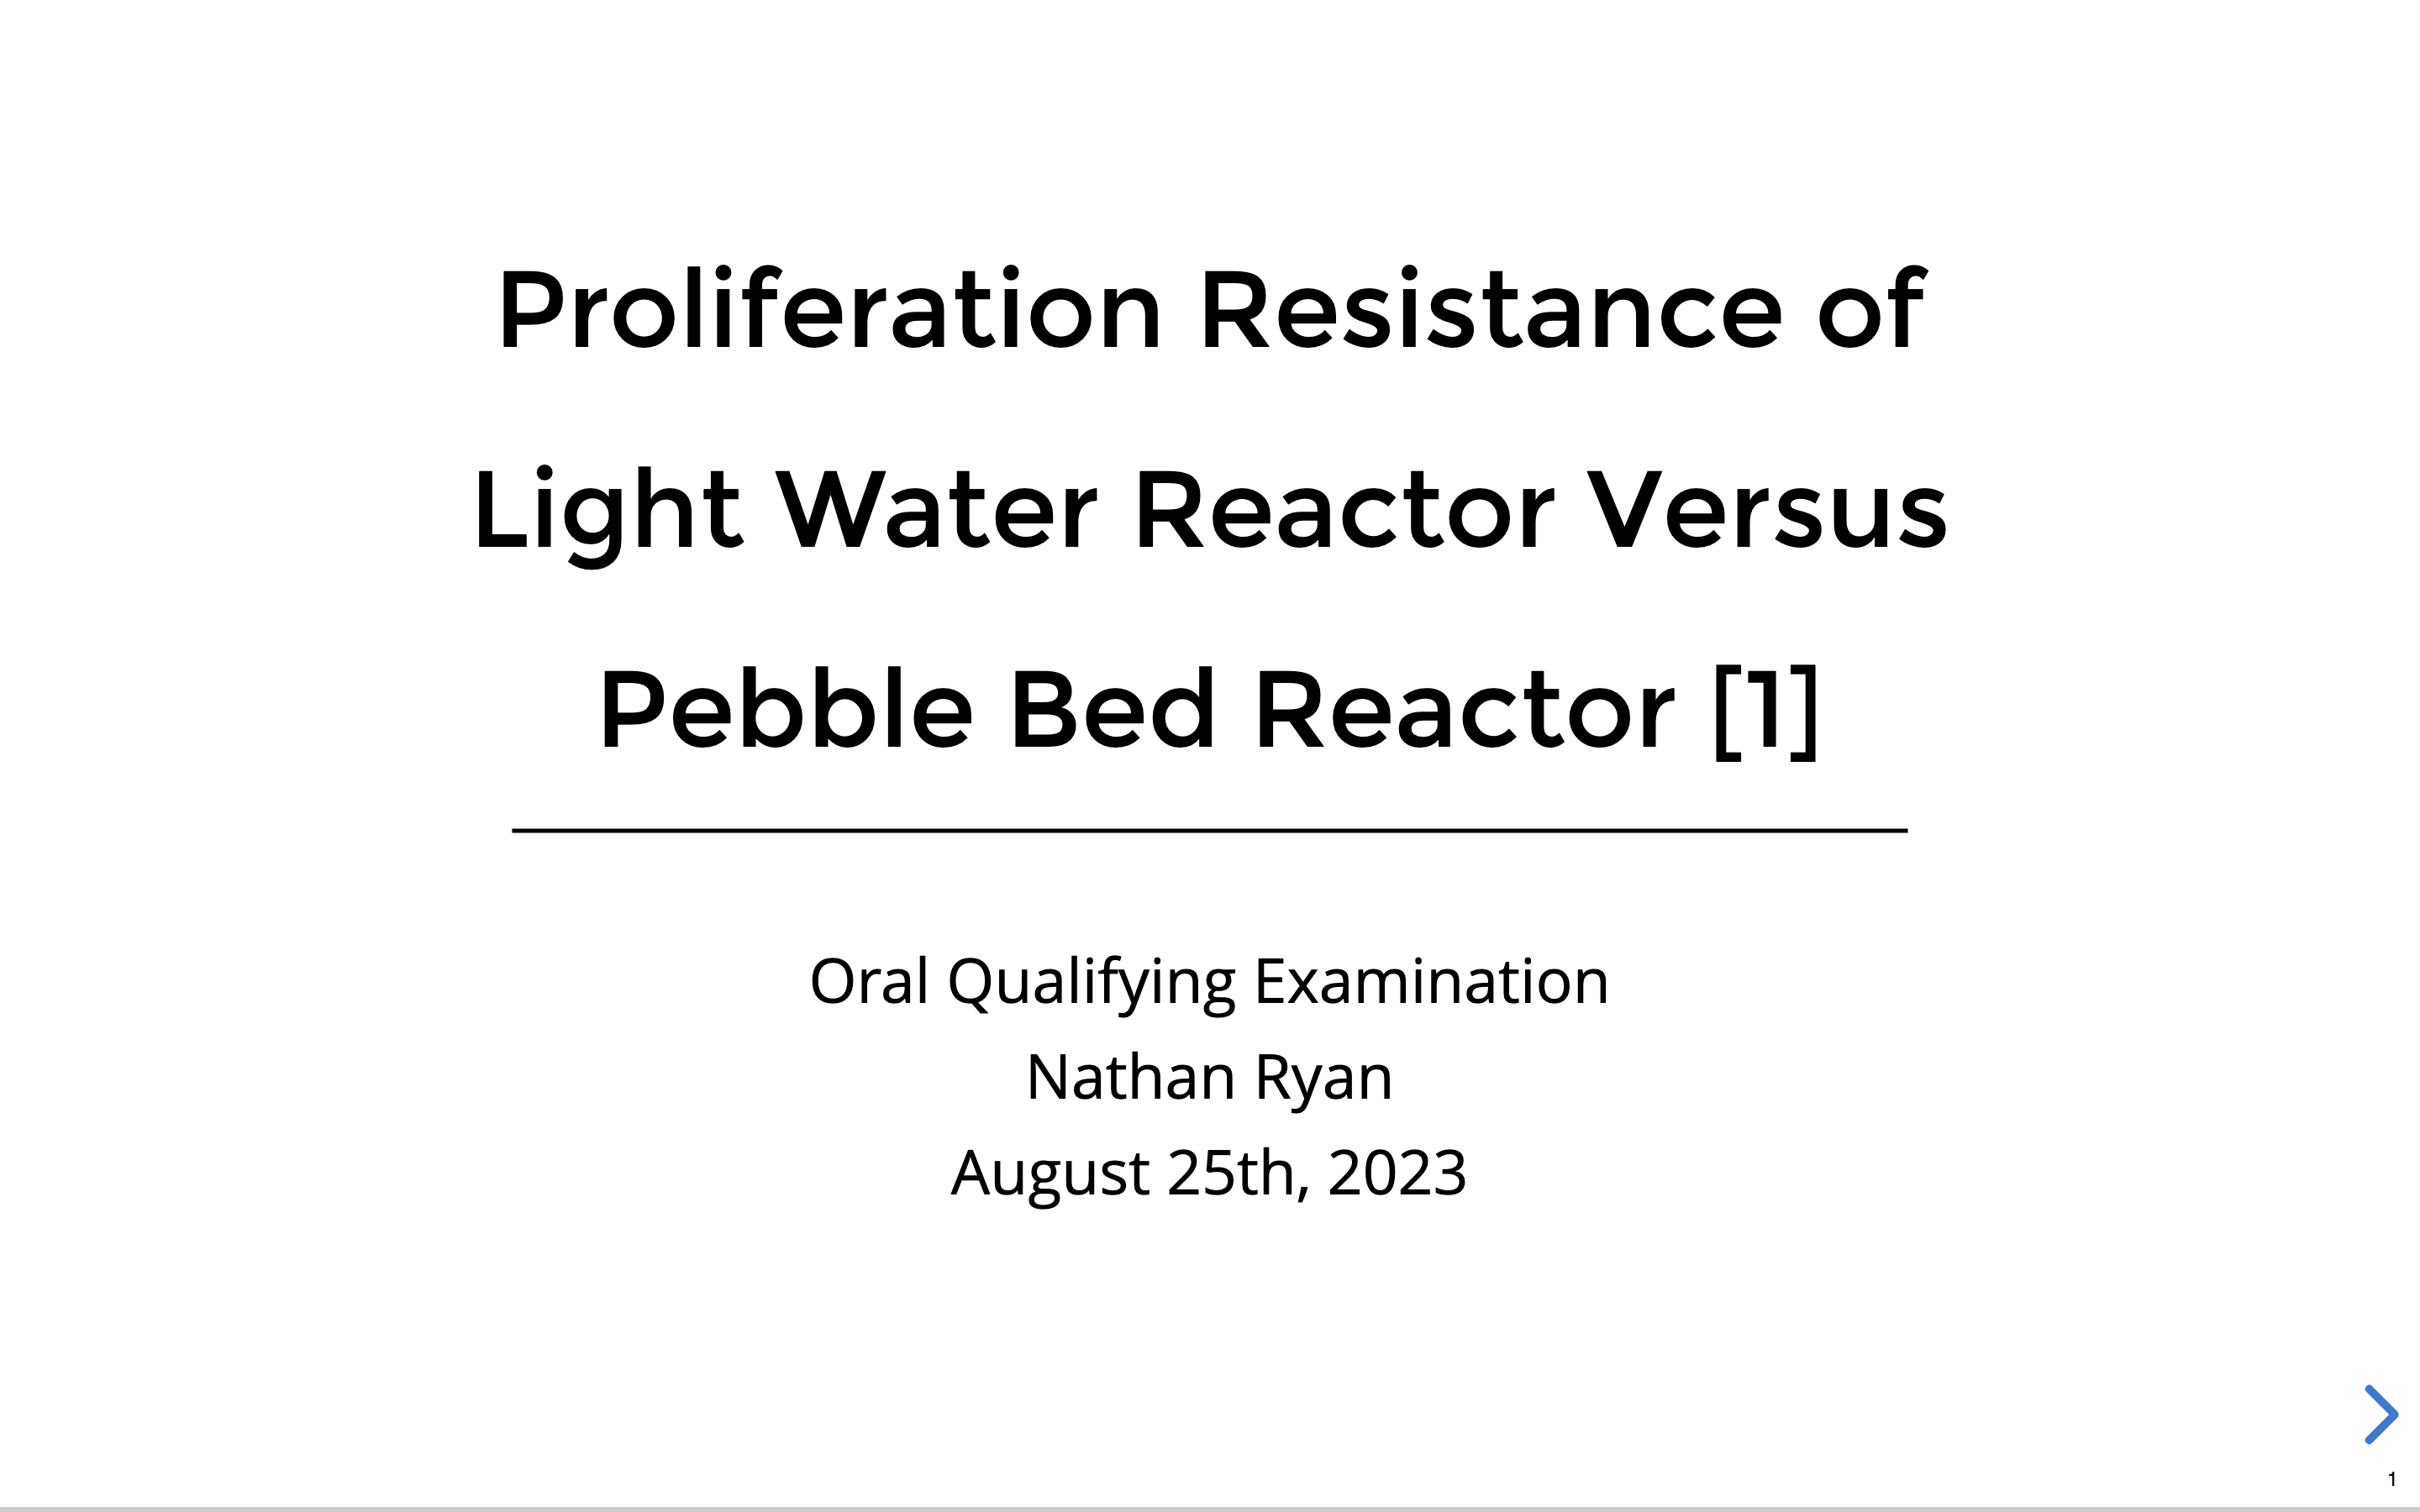 Proliferation Resistance of
Light Water Reactor Versus
Pebble Bed Reactor [1]
Oral Qualifying Examination
Nathan Ryan
August 25th, 2023
1